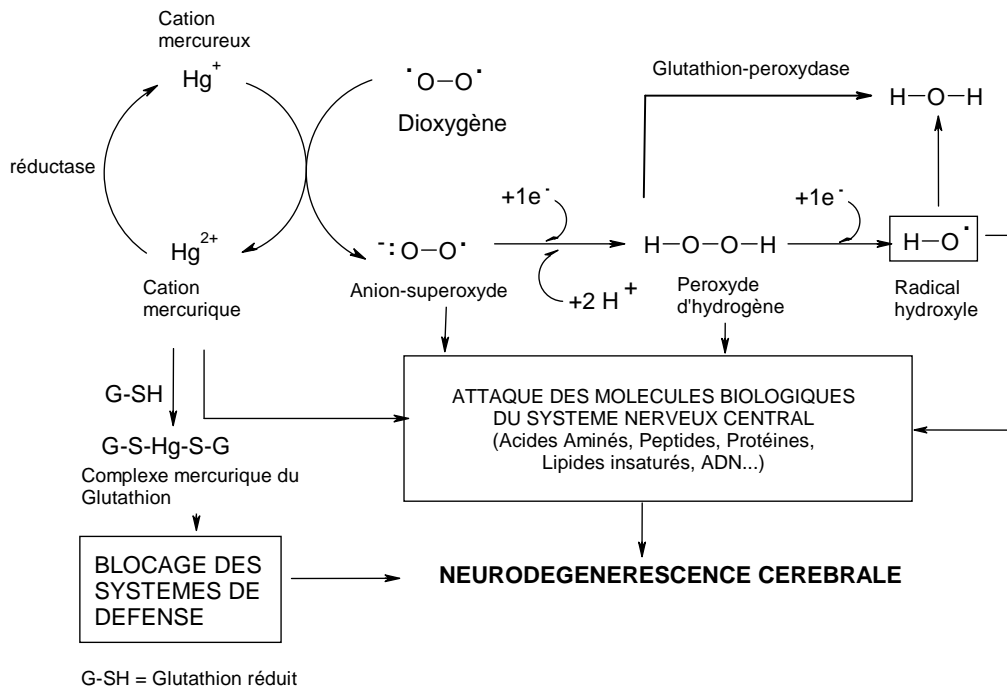 Cation
mercureux
Hg+
·O–O·
Dioxygène
réductase
Glutathion-peroxydase
H–O–H
Hg2+
Cation
mercurique
-:O–O·
Anion-superoxyde
+1e-
+2 H+
H–O–O–H
Peroxyde
d'hydrogène
+1e-
H–O·
Radical
hydroxyle
G-SH
G-S-Hg-S-G
Complexe mercurique du
Glutathion
ATTAQUE DES MOLECULES BIOLOGIQUES
DU SYSTEME NERVEUX CENTRAL
(Acides Aminés, Peptides, Protéines,
Lipides insaturés, ADN...)
BLOCAGE DES
SYSTEMES DE
DEFENSE
NEURODEGENERESCENCE CEREBRALE
G-SH = Glutathion réduit